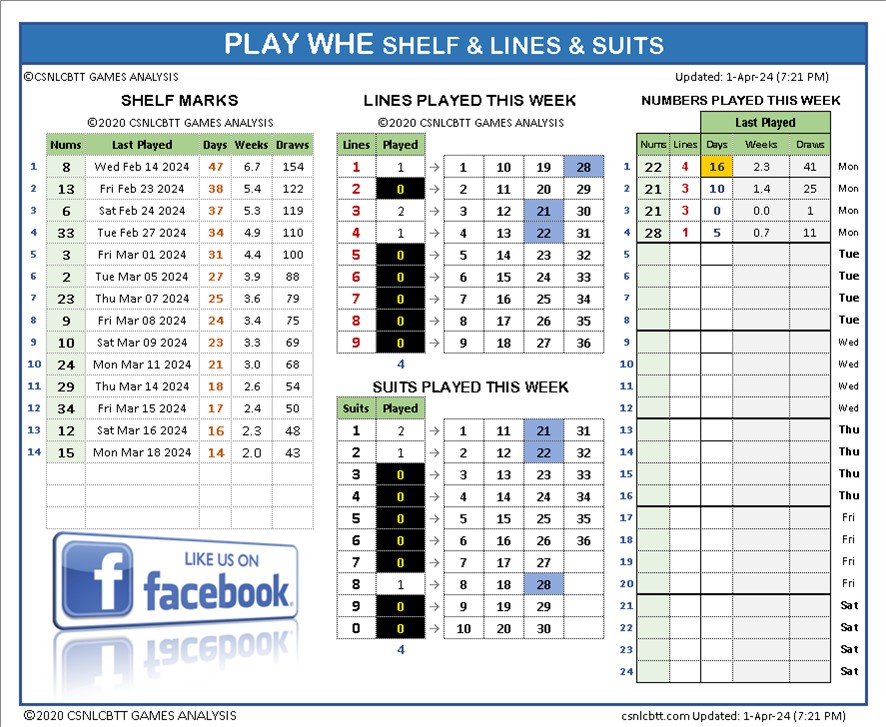 PLAY WHE SHELF & LINES & SUITS
©CSNLCBTT GAMES ANALYSIS
Updated: 1-Apr-24 (7:21 PM)
SHELF MARKS
©2020 CSNLCBTT GAMES ANALYSIS
Nums Last Played Days Weeks Draws
1 8 Wed Feb 14 2024 47 6.7 154
2 13 Fri Feb 23 2024 38 5.4 122
3 6 Sat Feb 24 2024 37 5.3 119
4 33 Tue Feb 27 2024 34 4.9 110
5 3 Fri Mar 01 2024 31 4.4 100
6 2 Tue Mar 05 2024 27 3.9 88
7 23 Thu Mar 07 2024 25 3.6 79
8 9 Fri Mar 08 2024 24 3.4 75
9 10 Sat Mar 09 2024 23 3.3 69
10 24 Mon Mar 11 2024 21 3.0 68
11 29 Thu Mar 14 2024 18 2.6 54
12 34 Fri Mar 15 2024 17 2.4 50
13 12 Sat Mar 16 2024 16 2.3 48
14 15 Mon Mar 18 2024 14 2.0 43
LIKE US ON
facebook
LINES PLAYED THIS WEEK
©2020 CSNLCBTT GAMES ANALYSIS
Lines Played
1 1 → 1 10 19 28
2 0 → 2 11 20 29
3 2 → 3 12 21 30
4 1 → 4 13 22 31
5 0 → 5 14 23 32
6 0 → 6 15 24 33
7 0 → 7 16 25 34
8 0 → 8 17 26 35
9 0 → 9 18 27 36
4
SUITS PLAYED THIS WEEK
Suits Played
1 2 → 1 11 21 31
2 1 → 2 12 22 32
3 0 → 3 13 23 33
4 0 → 4 14 24 34
5 0 → 5 15 25 35
6 0 → 6 16 26 36
7 0 → 7 17 27
8 1 → 8 18 28
9 0 → 9 19 29
0 0 → 10 20 30
4
NUMBERS PLAYED THIS WEEK
Last Played
Nums Lines Days Weeks Draws
1 22 4 16 2.3 41 Mon
2 21 3 10 1.4 25 Mon
3 21 3 0 0.0 1 Mon
4 28 1 5 0.7 11 Mon
5 Tue
6 Tue
7 Tue
8 Tue
9 Wed
10 Wed
11 Wed
12 Wed
13 Thu
14 Thu
15 Thu
16 Thu
17 Fri
18 Fri
19 Fri
20 Fri
21 Sat
22 Sat
23 Sat
24 Sat
©2020 CSNLCBTT GAMES ANALYSIS
csnlcbtt.com Updated: 1-Apr-24 (7:21 PM)